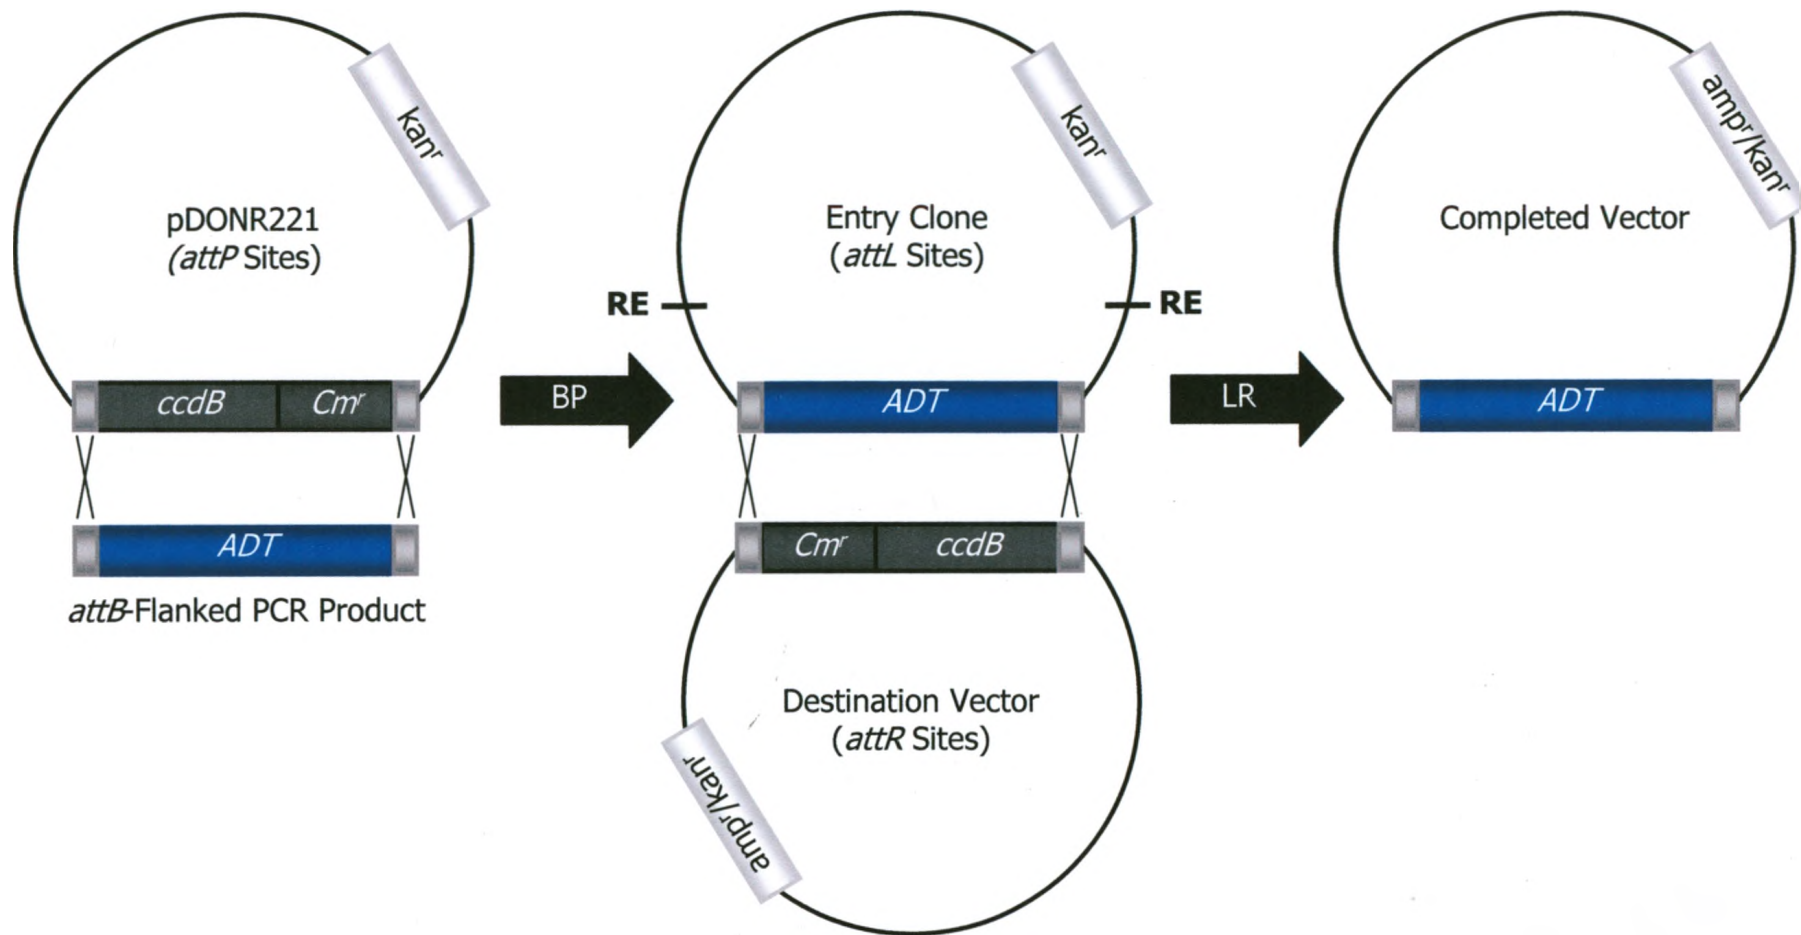 kanʳ
pDONR221
(attP Sites)
ccdB Cmʳ
ADT
attB-Flanked PCR Product
BP
kanʳ
Entry Clone
(attL Sites)
RE RE
ADT
Cmʳ ccdB
Destination Vector
(attR Sites)
ampʳ/kanʳ
LR
ampʳ/kanʳ
Completed Vector
ADT